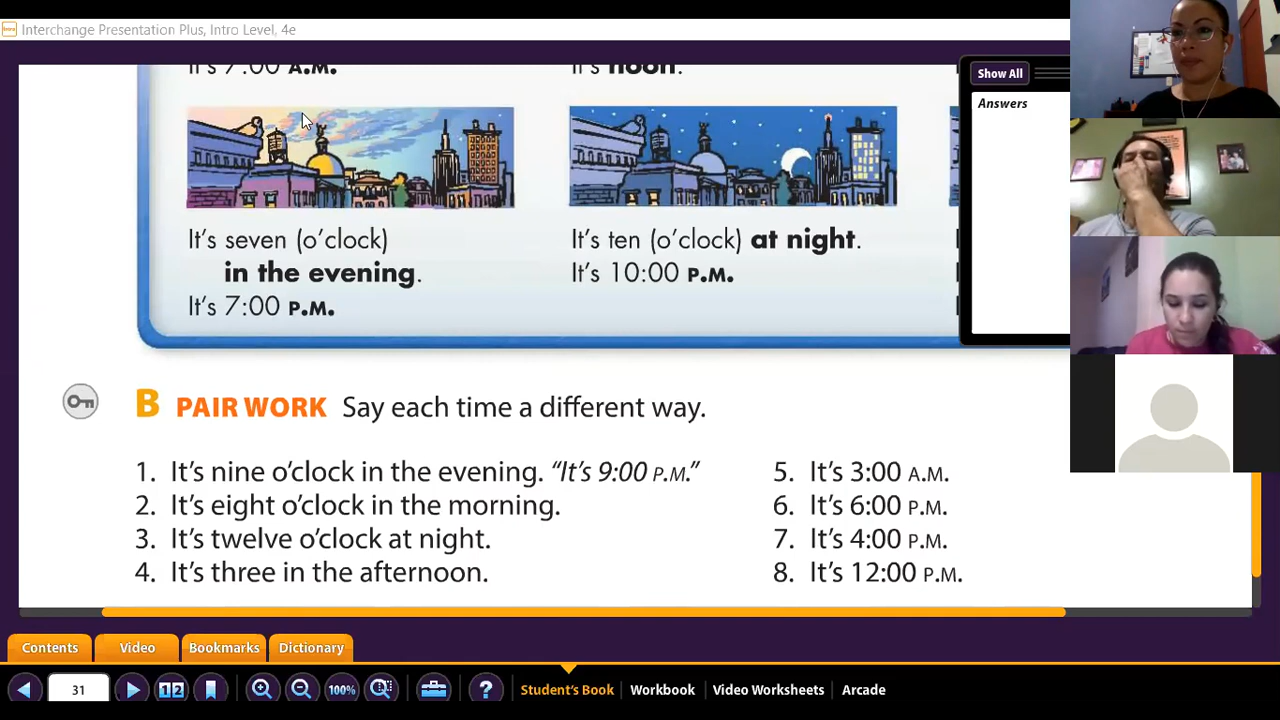 Interchange Presentation Plus, Intro Level, 4e
It's 7:00 A.M.
It's noon.
Show All
Answers
It's seven (o'clock)
in the evening.
It's 7:00 P.M.
It's ten (o'clock) at night.
It's 10:00 P.M.
B PAIR WORK Say each time a different way.
1. It's nine o'clock in the evening. "It's 9:00 P.M."
2. It's eight o'clock in the morning.
3. It's twelve o'clock at night.
4. It's three in the afternoon.
5. It's 3:00 A.M.
6. It's 6:00 P.M.
7. It's 4:00 P.M.
8. It's 12:00 P.M.
Contents
Video
Bookmarks
Dictionary
31
12
100%
?
Student's Book
Workbook
Video Worksheets
Arcade